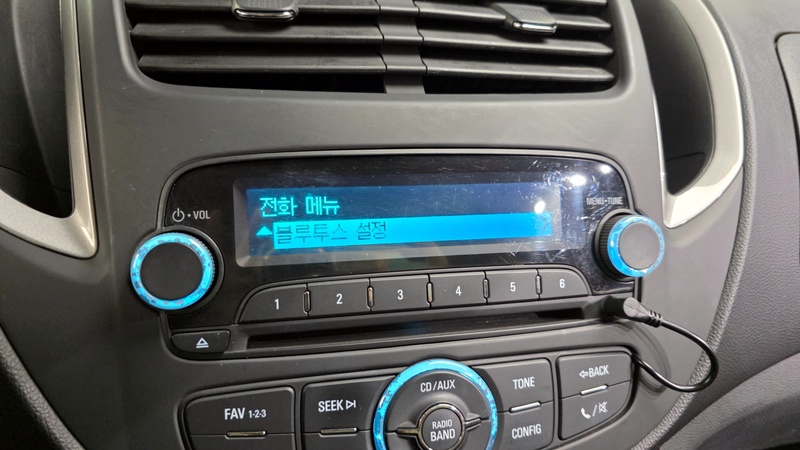 ⏻•VOL
MENU•TUNE
전화 메뉴
▲블루투스 설정
1 2 3 4 5 6
⏏
FAV 1-2-3
SEEK
CD/AUX
TONE
BACK
RADIO
BAND
CONFIG